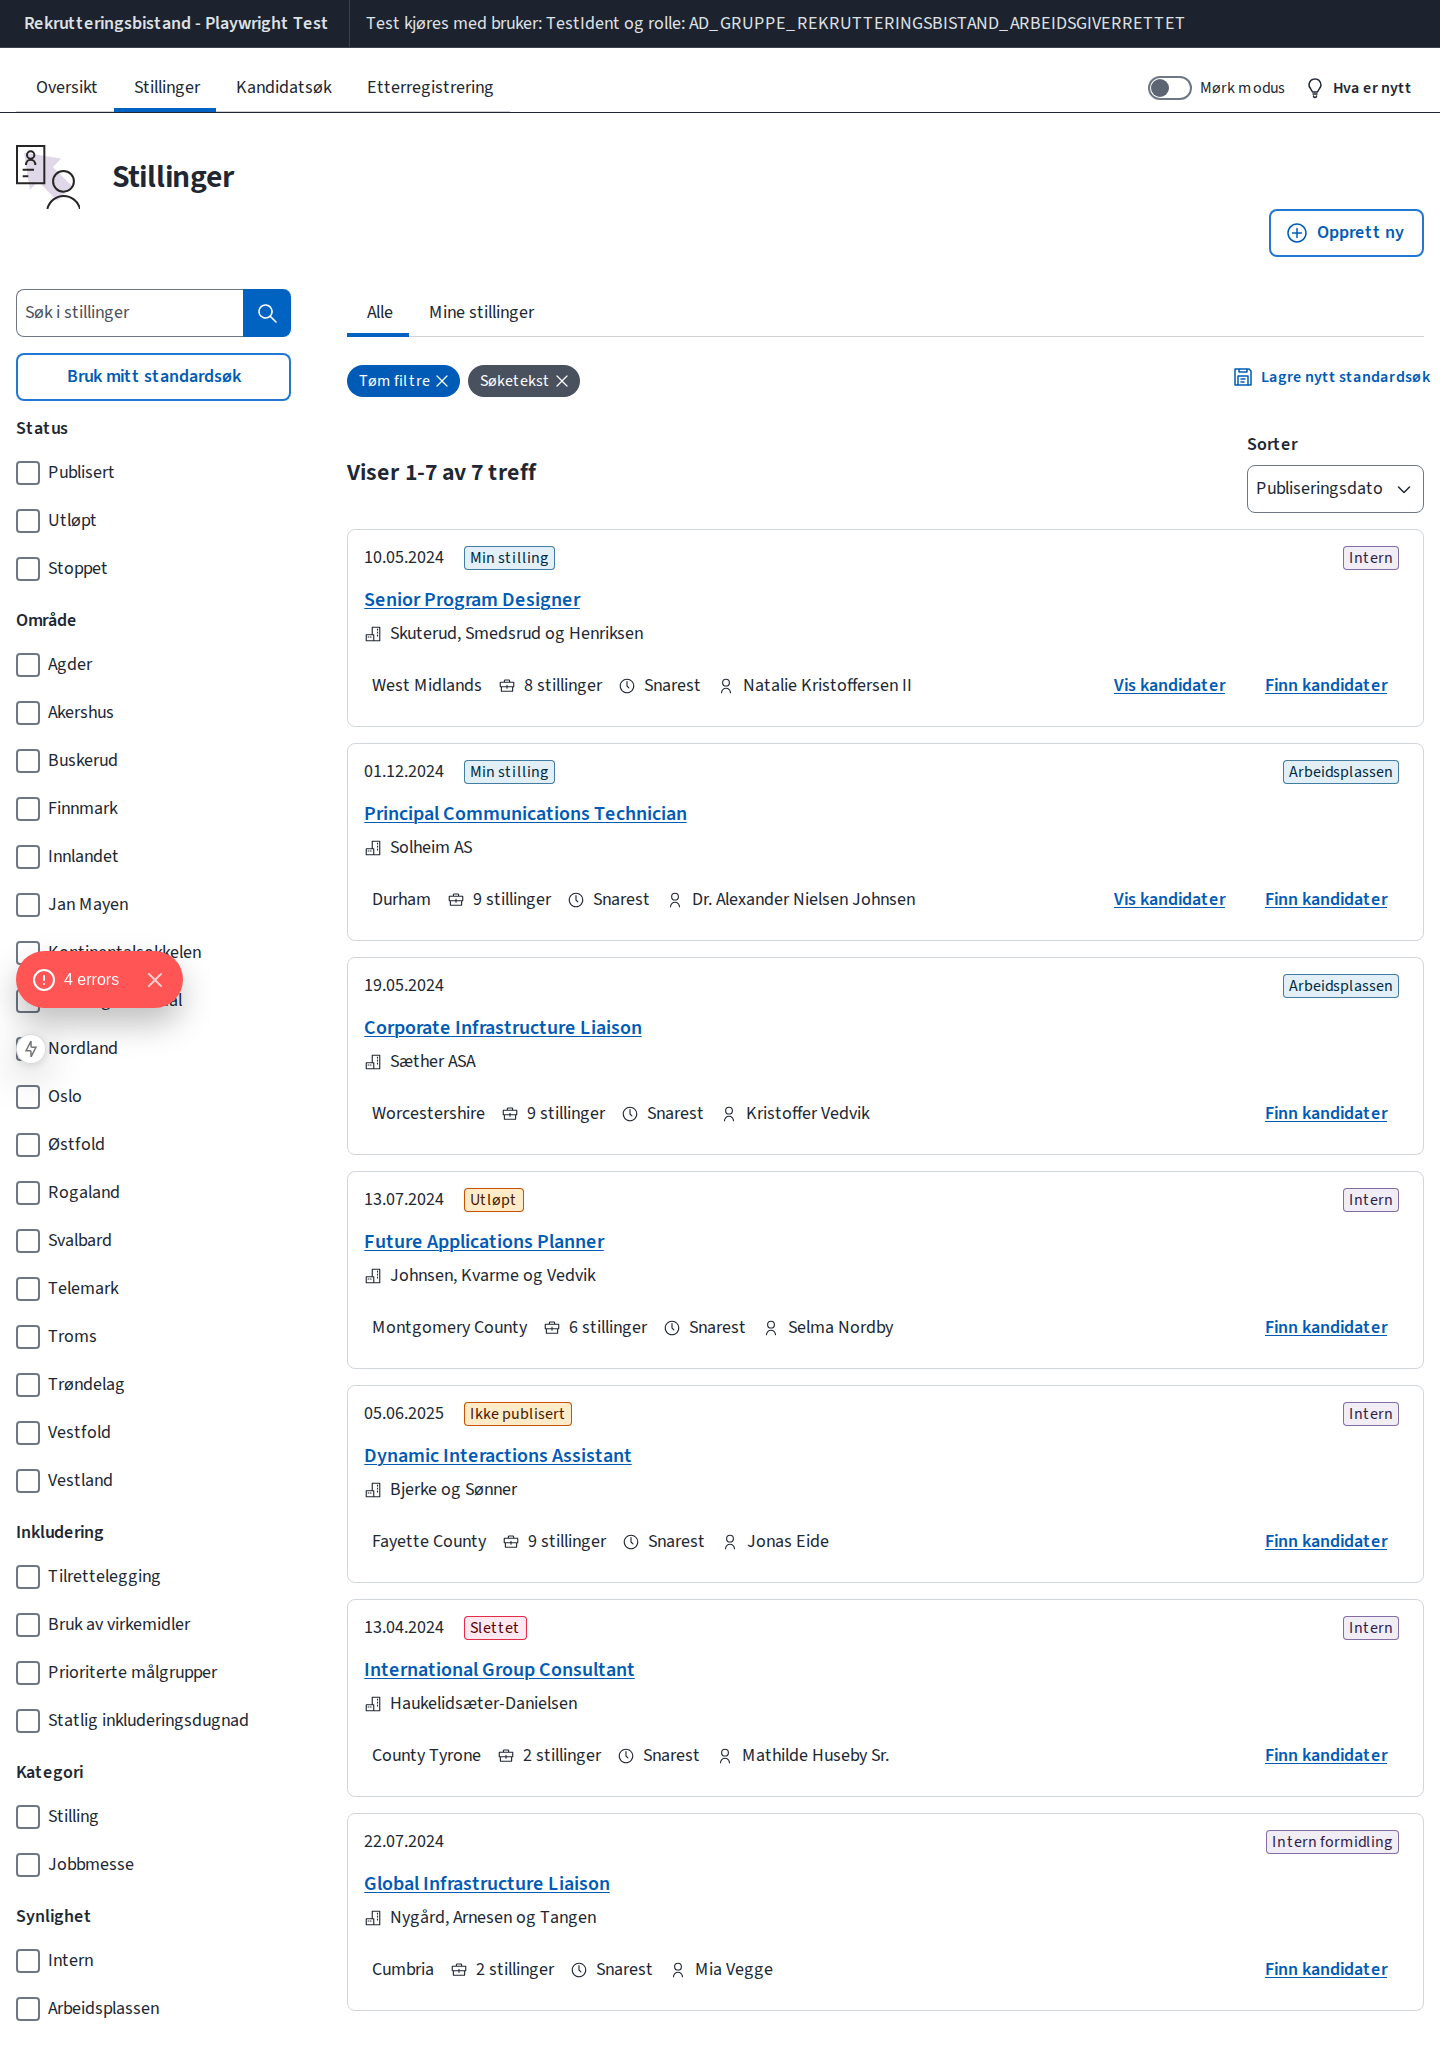 Rekrutteringsbistand - Playwright Test
Test kjøres med bruker: TestIdent og rolle: AD_GRUPPE_REKRUTTERINGSBISTAND_ARBEIDSGIVERRETTET
Oversikt
Stillinger
Kandidatsøk
Etterregistrering
Mørk modus
Hva er nytt
Stillinger
Opprett ny
Søk i stillinger
Bruk mitt standardsøk
Status
Publisert
Utløpt
Stoppet
Område
Agder
Akershus
Buskerud
Finnmark
Innlandet
Jan Mayen
4 errors
Nordland
Oslo
Østfold
Rogaland
Svalbard
Telemark
Troms
Trøndelag
Vestfold
Vestland
Inkludering
Tilrettelegging
Bruk av virkemidler
Prioriterte målgrupper
Statlig inkluderingsdugnad
Kategori
Stilling
Jobbmesse
Synlighet
Intern
Arbeidsplassen
Alle
Mine stillinger
Tøm filtre
Søketekst
Lagre nytt standardsøk
Viser 1-7 av 7 treff
Sorter
Publiseringsdato
10.05.2024 Min stilling Intern
Senior Program Designer
Skuterud, Smedsrud og Henriksen
West Midlands 8 stillinger Snarest Natalie Kristoffersen II Vis kandidater Finn kandidater
01.12.2024 Min stilling Arbeidsplassen
Principal Communications Technician
Solheim AS
Durham 9 stillinger Snarest Dr. Alexander Nielsen Johnsen Vis kandidater Finn kandidater
19.05.2024 Arbeidsplassen
Corporate Infrastructure Liaison
Sæther ASA
Worcestershire 9 stillinger Snarest Kristoffer Vedvik Finn kandidater
13.07.2024 Utløpt Intern
Future Applications Planner
Johnsen, Kvarme og Vedvik
Montgomery County 6 stillinger Snarest Selma Nordby Finn kandidater
05.06.2025 Ikke publisert Intern
Dynamic Interactions Assistant
Bjerke og Sønner
Fayette County 9 stillinger Snarest Jonas Eide Finn kandidater
13.04.2024 Slettet Intern
International Group Consultant
Haukelidsæter-Danielsen
County Tyrone 2 stillinger Snarest Mathilde Huseby Sr. Finn kandidater
22.07.2024 Intern formidling
Global Infrastructure Liaison
Nygård, Arnesen og Tangen
Cumbria 2 stillinger Snarest Mia Vegge Finn kandidater